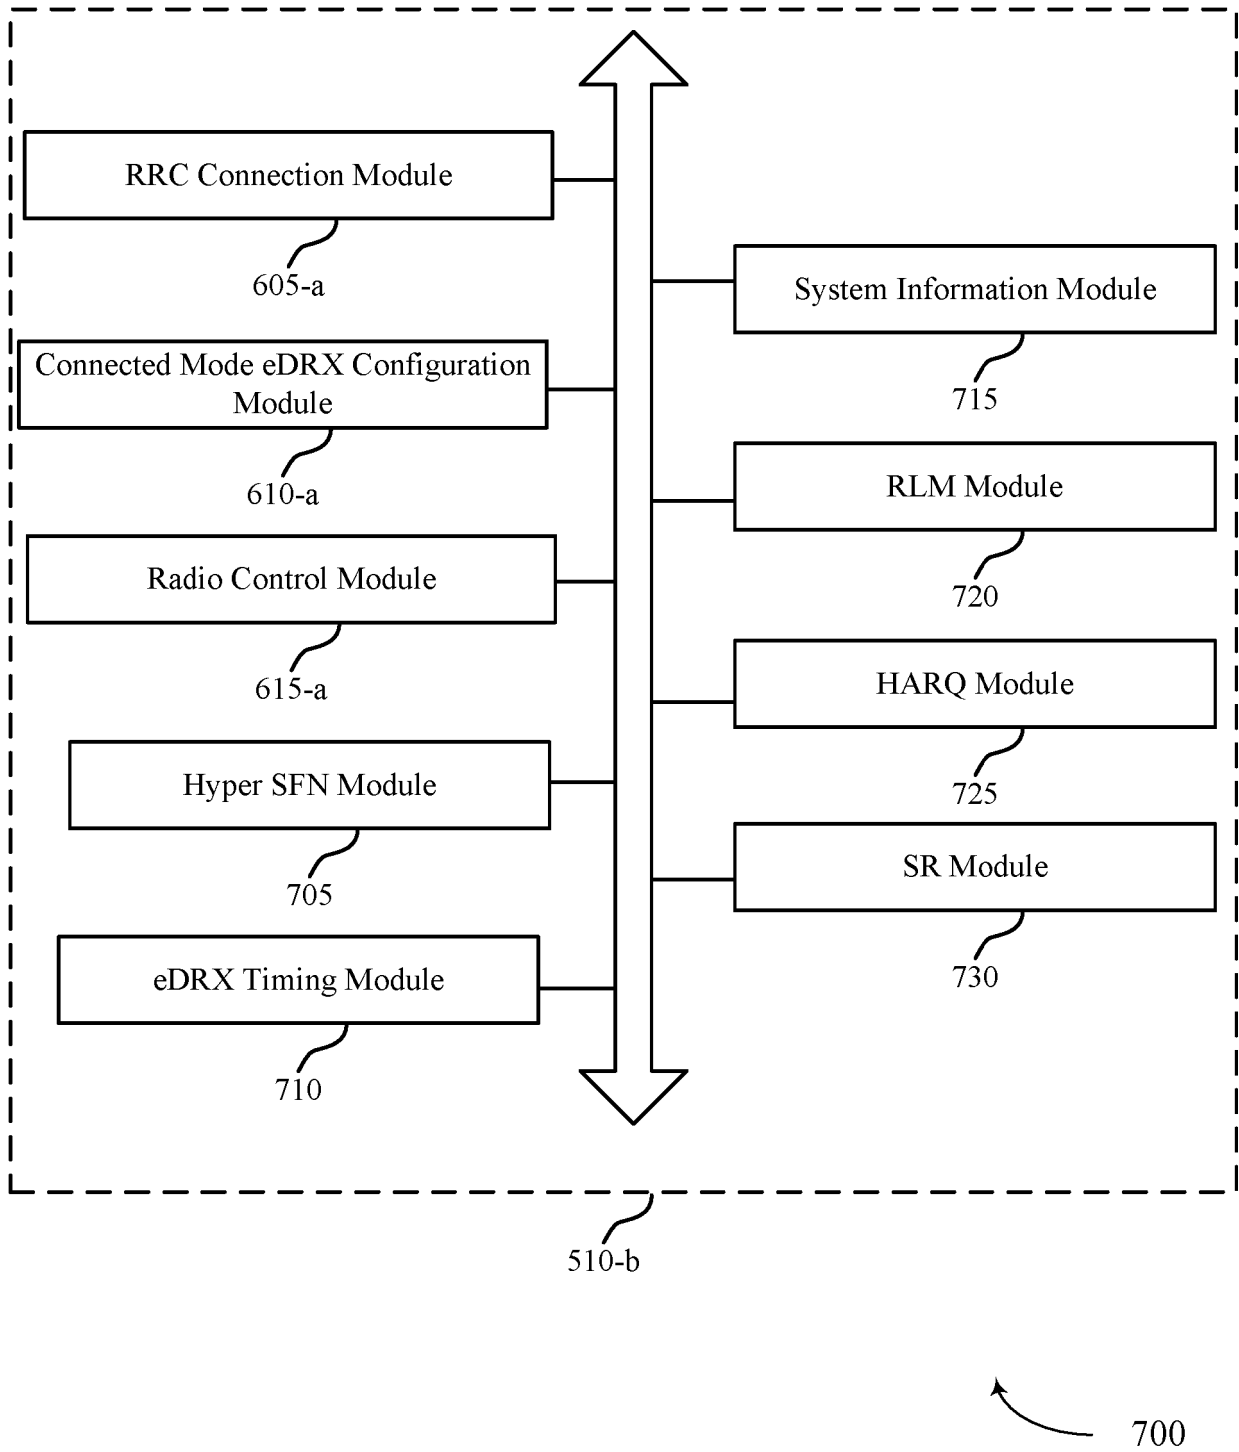 RRC Connection Module
605-a
Connected Mode eDRX Configuration
Module
610-a
Radio Control Module
615-a
Hyper SFN Module
705
eDRX Timing Module
710
System Information Module
715
RLM Module
720
HARQ Module
725
SR Module
730
510-b
700